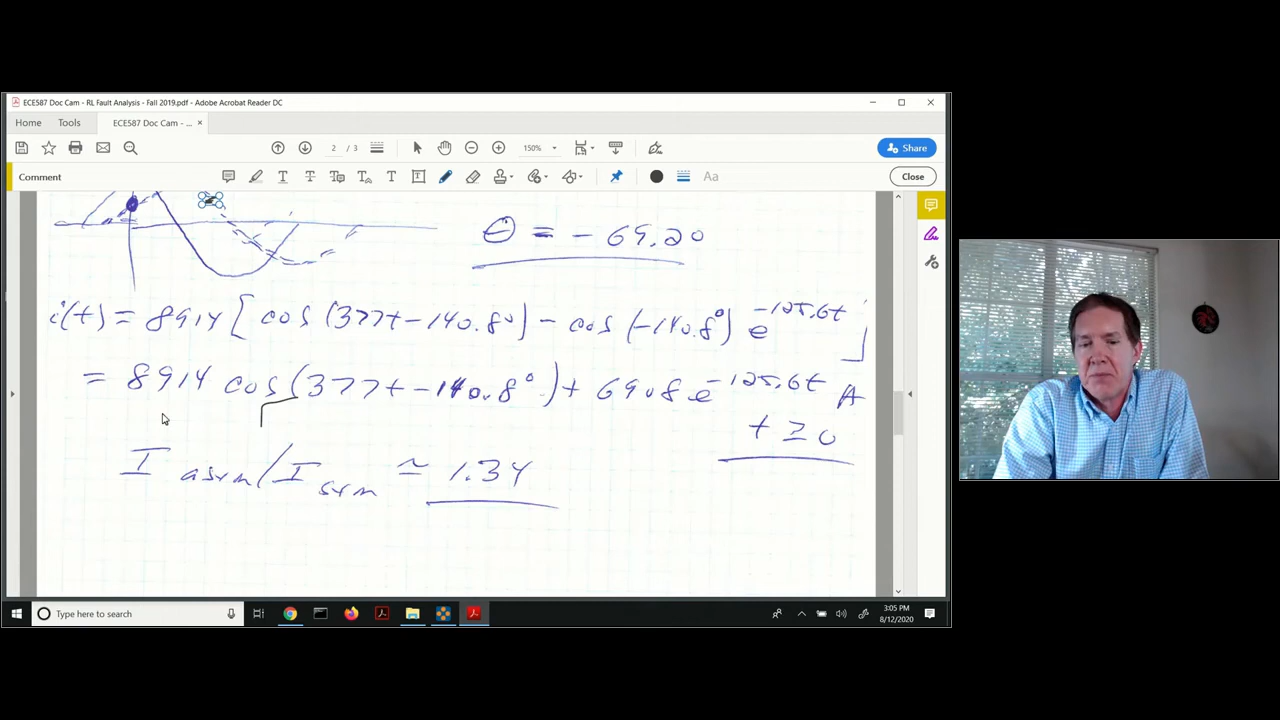 ECE587 Doc Cam - RL Fault Analysis - Fall 2019.pdf - Adobe Acrobat Reader DC
Home Tools ECE587 Doc Cam - ... ×
2 / 3 150% Share
Comment Aa Close
Θ = - 69.20
i(t) = 8914 [ cos (377t - 140.8°) - cos (-140.8°) e^-125.6t ]
= 8914 cos (377t - 140.8°) + 6908 e^-125.6t A
t ≥ 0
I asym / I sym ≃ 1.34
Type here to search
3:05 PM
8/12/2020